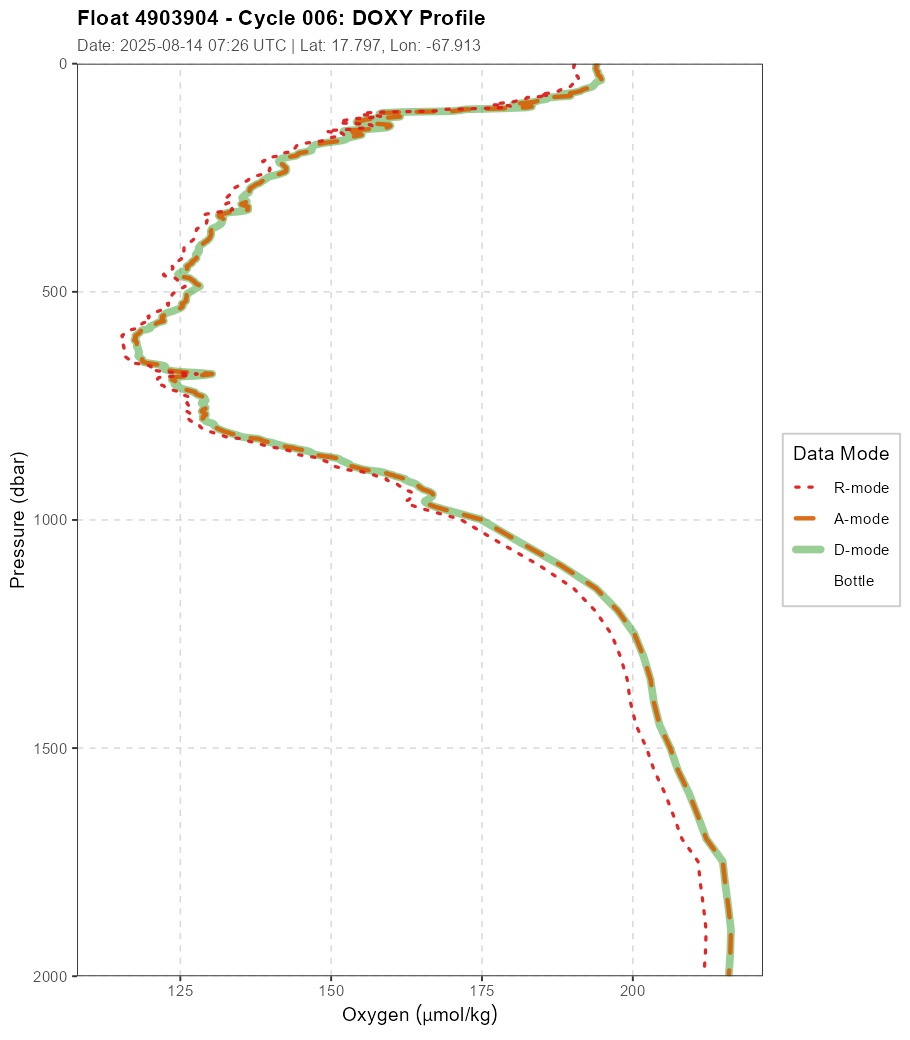 Float 4903904 - Cycle 006: DOXY Profile
Date: 2025-08-14 07:26 UTC | Lat: 17.797, Lon: -67.913
0
500
1000
1500
2000
Pressure (dbar)
125
150
175
200
Oxygen (μmol/kg)
Data Mode
R-mode
A-mode
D-mode
Bottle